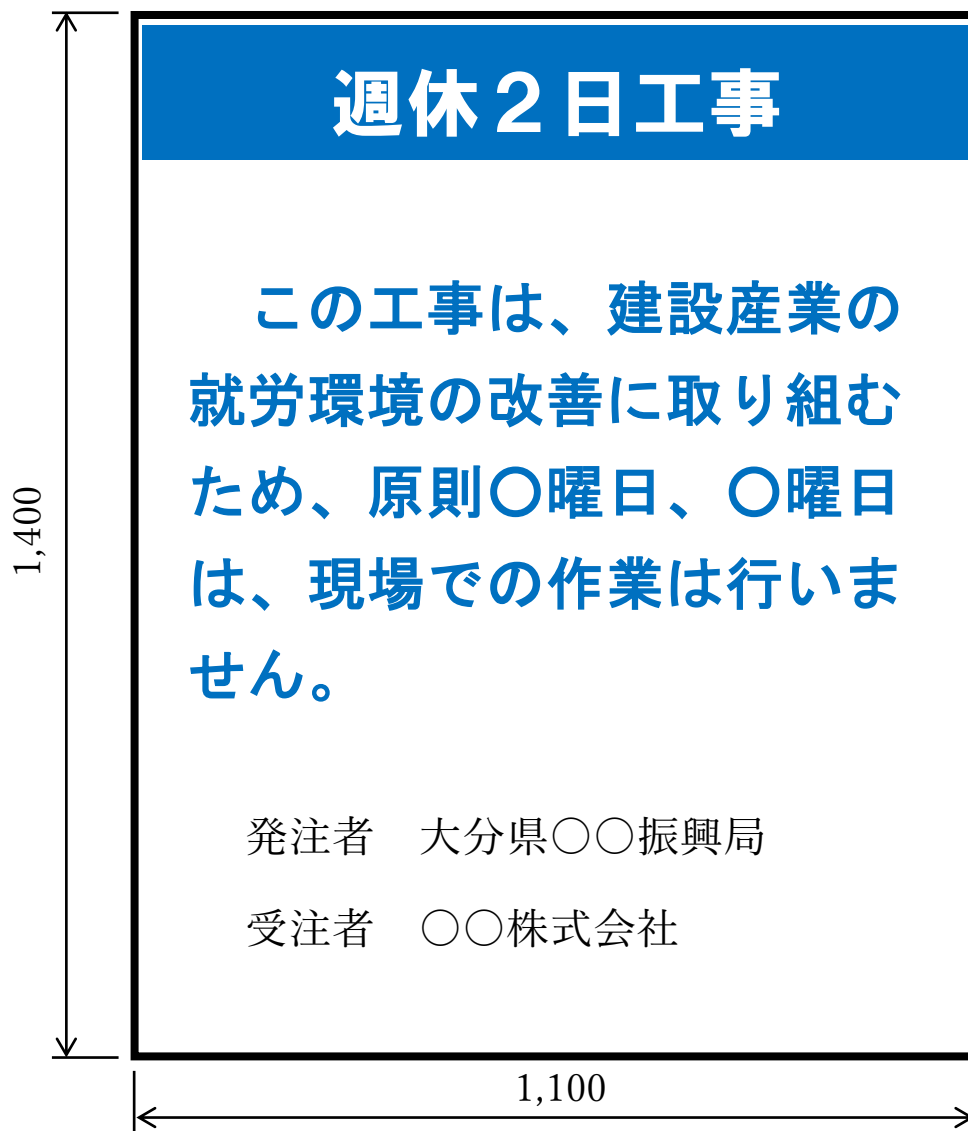 週休２日工事
　この工事は、建設産業の
就労環境の改善に取り組む
ため、原則〇曜日、〇曜日
は、現場での作業は行いま
せん。
発注者　大分県○○振興局
受注者　○○株式会社
1,400
1,100